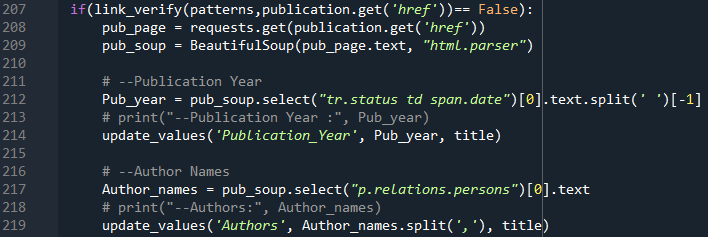 207 if(link_verify(patterns,publication.get('href'))== False):
208 pub_page = requests.get(publication.get('href'))
209 pub_soup = BeautifulSoup(pub_page.text, "html.parser")
210
211 # --Publication Year
212 Pub_year = pub_soup.select("tr.status td span.date")[0].text.split(' ')[-1]
213 # print("--Publication Year :", Pub_year)
214 update_values('Publication_Year', Pub_year, title)
215
216 # --Author Names
217 Author_names = pub_soup.select("p.relations.persons")[0].text
218 # print("--Authors:", Author_names)
219 update_values('Authors', Author_names.split(','), title)